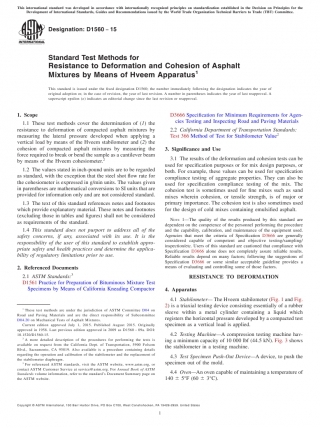 This international standard was developed in accordance with internationally recognized principles on standardization established in the Decision on Principles for the
Development of International Standards, Guides and Recommendations issued by the World Trade Organization Technical Barriers to Trade (TBT) Committee.
Designation: D1560 − 15
INTERNATIONAL
Standard Test Methods for
Resistance to Deformation and Cohesion of Asphalt
Mixtures by Means of Hveem Apparatus1
This standard is issued under the fixed designation D1560; the number immediately following the designation indicates the year of
original adoption or, in the case of revision, the year of last revision. A number in parentheses indicates the year of last reapproval. A
superscript epsilon (ε) indicates an editorial change since the last revision or reapproval.
1. Scope
1.1 These test methods cover the determination of (1) the
resistance to deformation of compacted asphalt mixtures by
measuring the lateral pressure developed when applying a
vertical load by means of the Hveem stabilometer and (2) the
cohesion of compacted asphalt mixtures by measuring the
force required to break or bend the sample as a cantilever beam
by means of the Hveem cohesiometer.2
1.2 The values stated in inch-pound units are to be regarded
as standard, with the exception that the steel shot flow rate for
the cohesiometer is expressed in g/min units. The values given
in parentheses are mathematical conversions to SI units that are
provided for information only and are not considered standard.
1.3 The text of this standard references notes and footnotes
which provide explanatory material. These notes and footnotes
(excluding those in tables and figures) shall not be considered
as requirements of the standard.
1.4 This standard does not purport to address all of the
safety concerns, if any, associated with its use. It is the
responsibility of the user of this standard to establish appro-
priate safety and health practices and determine the applica-
bility of regulatory limitations prior to use.
2. Referenced Documents
2.1 ASTM Standards:3
D1561 Practice for Preparation of Bituminous Mixture Test
Specimens by Means of California Kneading Compactor
1 These test methods are under the jurisdiction of ASTM Committee D04 on
Road and Paving Materials and are the direct responsibility of Subcommittee
Current edition approved July 1, 2015. Published August 2015. Originally
2 A more detailed description of the procedures for performing the tests is
available on request from the California Dept. of Transportation, 5900 Folsom
Blvd., Sacramento, CA 95819. Also available is a procedure containing details
regarding the operation and calibration of the stabilometer and the replacement of
the stabilometer diaphragm.
3 For referenced ASTM standards, visit the ASTM website, www.astm.org, or
contact ASTM Customer Service at service@astm.org. For Annual Book of ASTM
Standards volume information, refer to the standard's Document Summary page on
the ASTM website.
D3666 Specification for Minimum Requirements for Agen-
cies Testing and Inspecting Road and Paving Materials
2.2 California Department of Transportation Standards:
Test 366 Method of Test for Stabilometer Value2
3. Significance and Use
3.1 The results of the deformation and cohesion tests can be
used for specification purposes or for mix design purposes, or
both. For example, these values can be used for specification
compliance testing of aggregate properties. They can also be
used for specification compliance testing of the mix. The
cohesion test is sometimes used for fine mixes such as sand
mixes wherein cohesion, or tensile strength, is of major or
primary importance. The cohesion test is also sometimes used
for the design of cold mixes containing emulsified asphalt.
NOTE 1—The quality of the results produced by this standard are
dependent on the competence of the personnel performing the procedure
and the capability, calibration, and maintenance of the equipment used.
Agencies that meet the criteria of Specification D3666 are generally
considered capable of competent and objective testing/sampling/
inspection/etc. Users of this standard are cautioned that compliance with
Specification D3666 alone does not completely assure reliable results.
Reliable results depend on many factors; following the suggestions of
Specification D3666 or some similar acceptable guideline provides a
means of evaluating and controlling some of those factors.
RESISTANCE TO DEFORMATION
4. Apparatus
4.1 Stabilometer—The Hveem stabilometer (Fig. 1 and Fig.
2) is a triaxial testing device consisting essentially of a rubber
sleeve within a metal cylinder containing a liquid which
registers the horizontal pressure developed by a compacted test
specimen as a vertical load is applied.
4.2 Testing Machine—A compression testing machine hav-
ing a minimum capacity of 10 000 lbf (44.5 kN). Fig. 3 shows
the stabilometer in a testing machine.
4.3 Test Specimen Push-Out Device—A device, to push the
specimen out of the mold.
4.4 Oven—An oven capable of maintaining a temperature of
140 ± 5°F (60 ± 3°C).
Copyright © ASTM International, 100 Barr Harbor Drive, PO Box C700, West Conshohocken, PA 19428-2959. United States
1